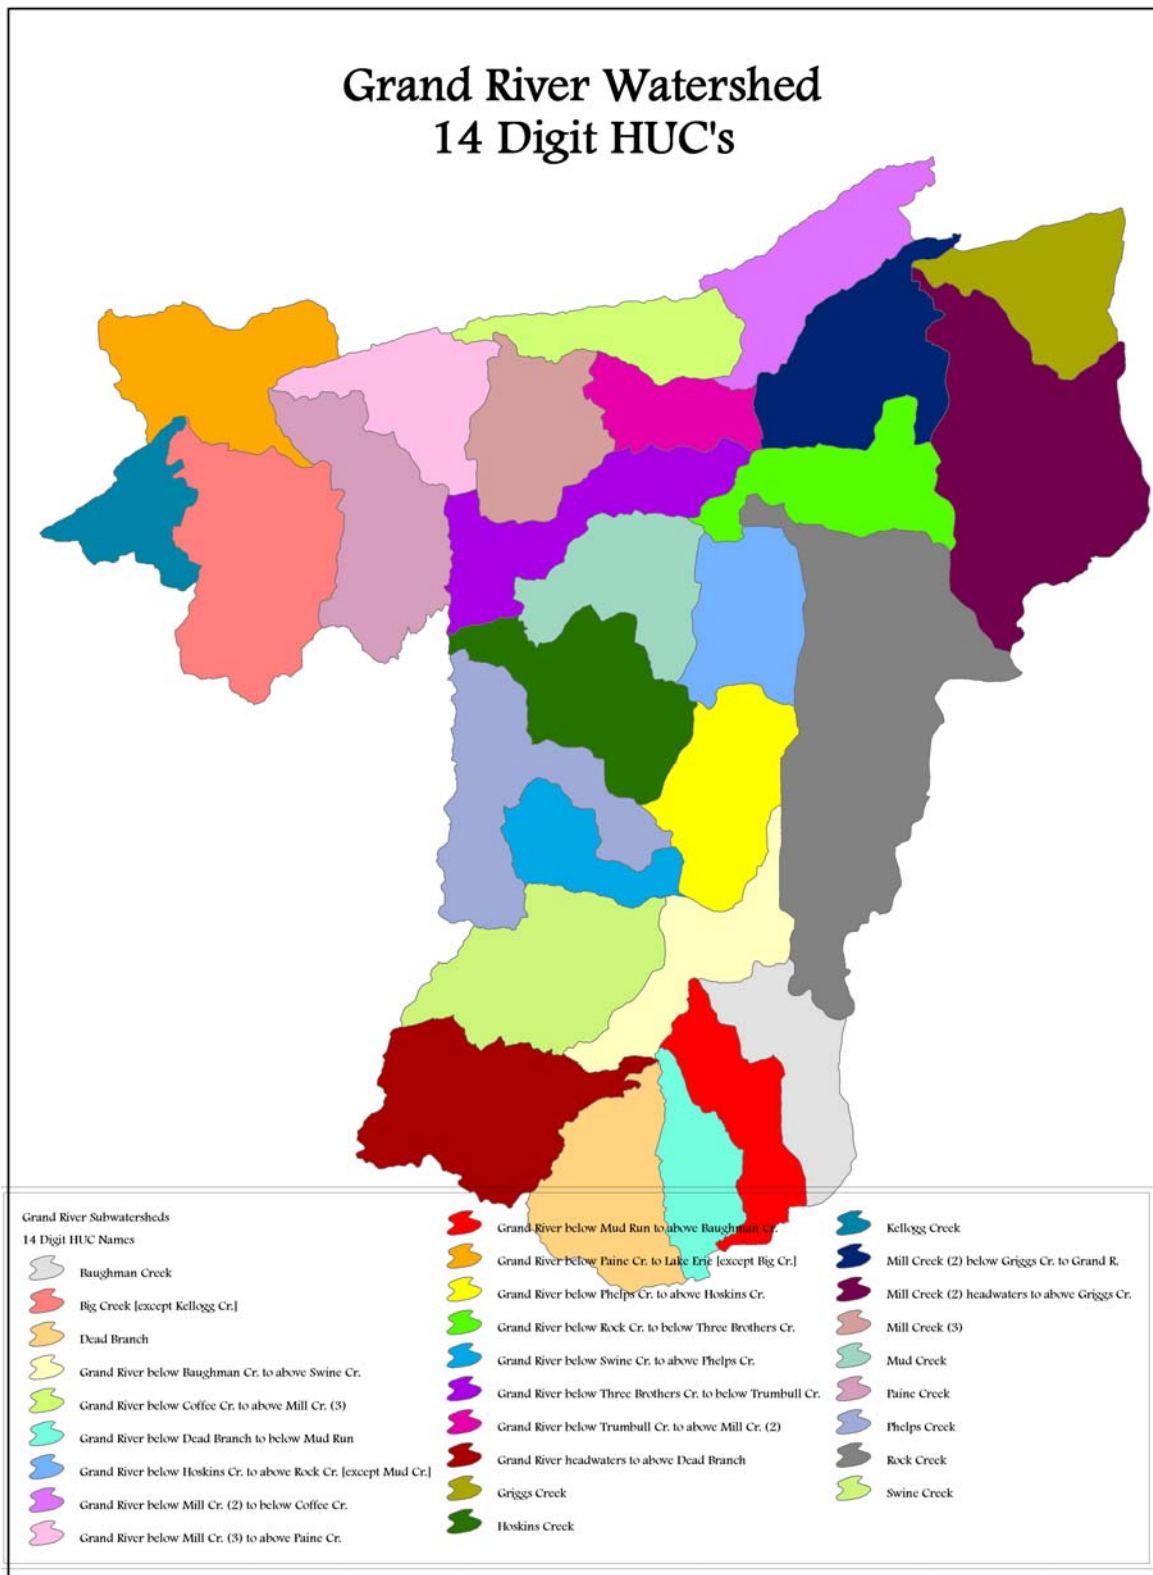 Grand River Watershed
14 Digit HUC's
Grand River Subwatersheds
14 Digit HUC Names
Baughman Creek
Big Creek [except Kellogg Cr.]
Dead Branch
Grand River below Baughman Cr. to above Swine Cr.
Grand River below Coffee Cr. to above Mill Cr. (3)
Grand River below Dead Branch to below Mud Run
Grand River below Hoskins Cr. to above Rock Cr. [except Mud Cr.]
Grand River below Mill Cr. (2) to below Coffee Cr.
Grand River below Mill Cr. (3) to above Paine Cr.
Grand River below Mud Run to above Baughman Cr.
Grand River below Paine Cr. to Lake Erie [except Big Cr.]
Grand River below Phelps Cr. to above Hoskins Cr.
Grand River below Rock Cr. to below Three Brothers Cr.
Grand River below Swine Cr. to above Phelps Cr.
Grand River below Three Brothers Cr. to below Trumbull Cr.
Grand River below Trumbull Cr. to above Mill Cr. (2)
Grand River headwaters to above Dead Branch
Griggs Creek
Hoskins Creek
Kellogg Creek
Mill Creek (2) below Griggs Cr. to Grand R.
Mill Creek (2) headwaters to above Griggs Cr.
Mill Creek (3)
Mud Creek
Paine Creek
Phelps Creek
Rock Creek
Swine Creek